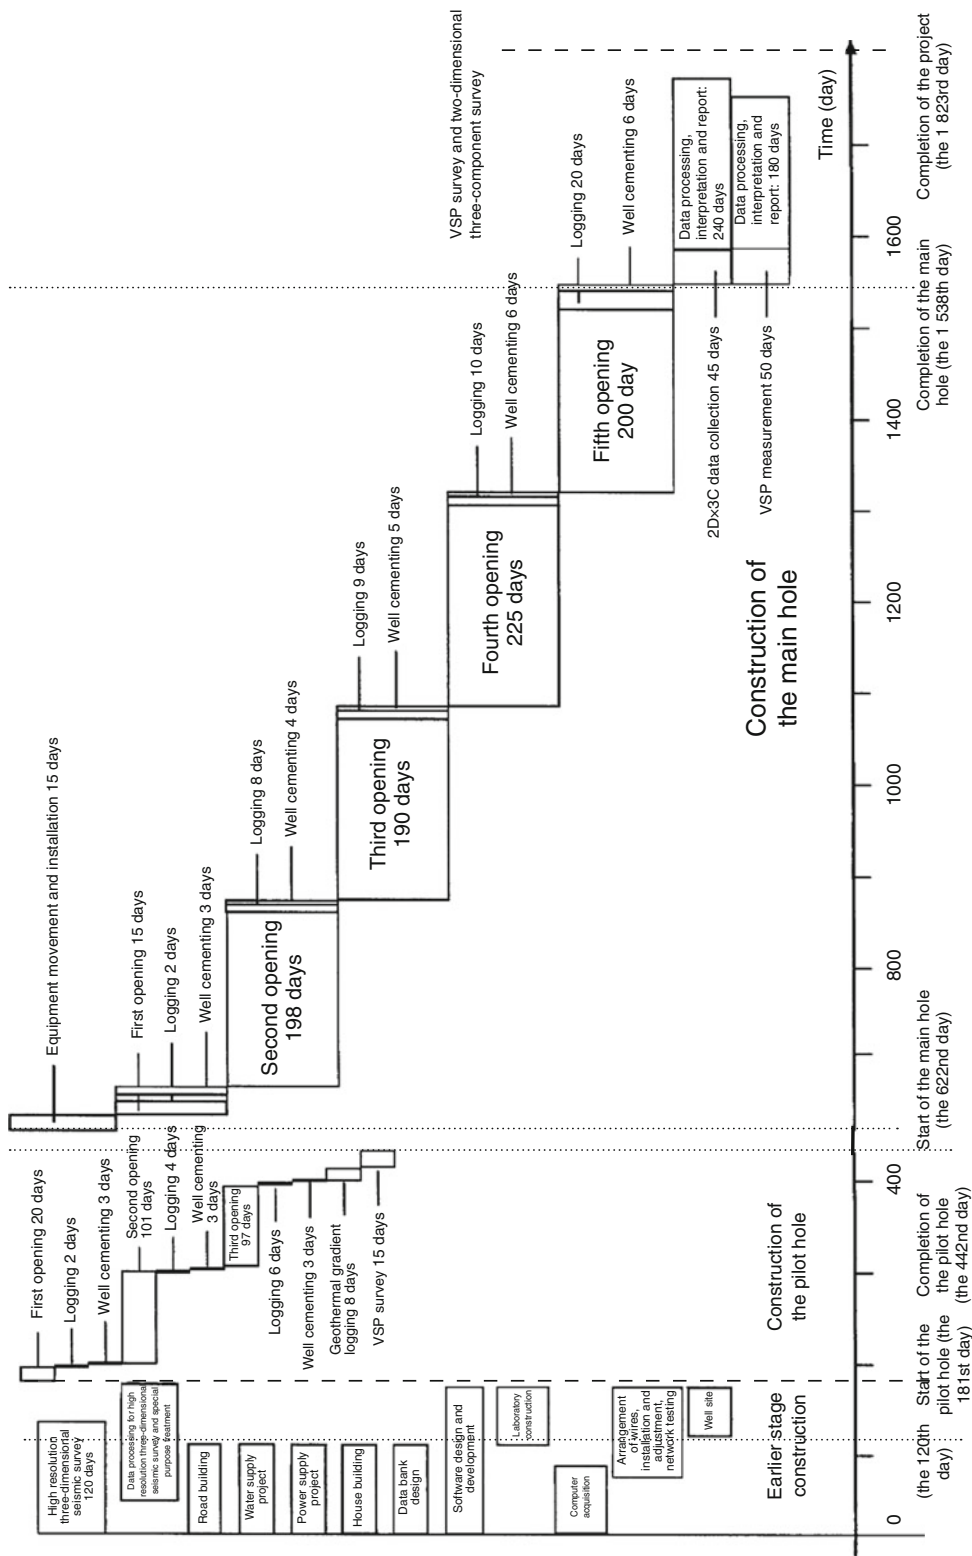 High resolution
three-dimensional
seismic survey
120 days
Data processing for high
resolution three-dimensional
seismic survey and special
purpose treatment
Road building
Water supply
project
Power supply
project
House building
Data bank
design
Software design and
development
Laboratory
construction
Computer
acquisition
Arrangement
of wires,
installation and
adjustment,
network testing
Well site
Earlier stage
construction
First opening 20 days
Logging 2 days
Well cementing 3 days
Second opening
101 days
Logging 4 days
Well cementing
3 days
Third opening
97 days
Logging 6 days
Well cementing 3 days
Geothermal gradient
logging 8 days
VSP survey 15 days
Construction of
the pilot hole
Equipment movement and installation 15 days
First opening 15 days
Logging 2 days
Well cementing 3 days
Second opening
198 days
Logging 8 days
Well cementing 4 days
Third opening
190 days
Logging 9 days
Well cementing 5 days
Fourth opening
225 days
Logging 10 days
Well cementing 6 days
Fifth opening
200 day
Logging 20 days
Well cementing 6 days
VSP survey and two-dimensional
three-component survey
Data processing,
interpretation and report:
240 days
Data processing,
interpretation and
report: 180 days
2D×3C data collection 45 days
VSP measurement 50 days
Construction of
the main hole
Time (day)
0
400
800
1000
1200
1400
1600
(the 120th
day)
Start of the
pilot hole (the
181st day)
Completion of
the pilot hole
(the 442nd day)
Start of the main hole
(the 622nd day)
Completion of the main
hole (the 1 538th day)
Completion of the project
(the 1 823rd day)